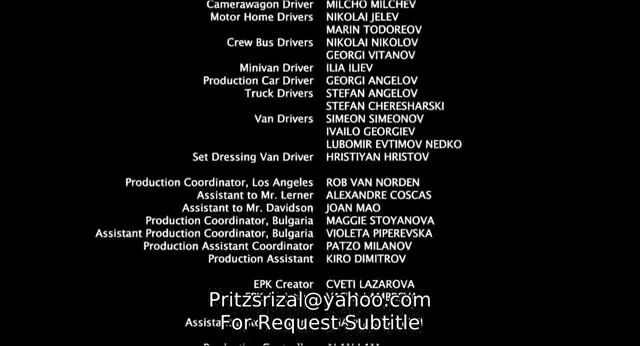 Camerawagon Driver MILCHO MILCHEV
Motor Home Drivers NIKOLAI JELEV
MARIN TODOREOV
Crew Bus Drivers NIKOLAI NIKOLOV
GEORGI VITANOV
Minivan Driver ILIA ILIEV
Production Car Driver GEORGI ANGELOV
Truck Drivers STEFAN ANGELOV
STEFAN CHERESHARSKI
Van Drivers SIMEON SIMEONOV
IVAILO GEORGIEV
LUBOMIR EVTIMOV NEDKO
Set Dressing Van Driver HRISTIYAN HRISTOV
Production Coordinator, Los Angeles ROB VAN NORDEN
Assistant to Mr. Lerner ALEXANDRE COSCAS
Assistant to Mr. Davidson JOAN MAO
Production Coordinator, Bulgaria MAGGIE STOYANOVA
Assistant Production Coordinator, Bulgaria VIOLETA PIPEREVSKA
Production Assistant Coordinator PATZO MILANOV
Production Assistant KIRO DIMITROV
EPK Creator CVETI LAZAROVA
Pritzsrizal@yahoo.com
For Request Subtitle